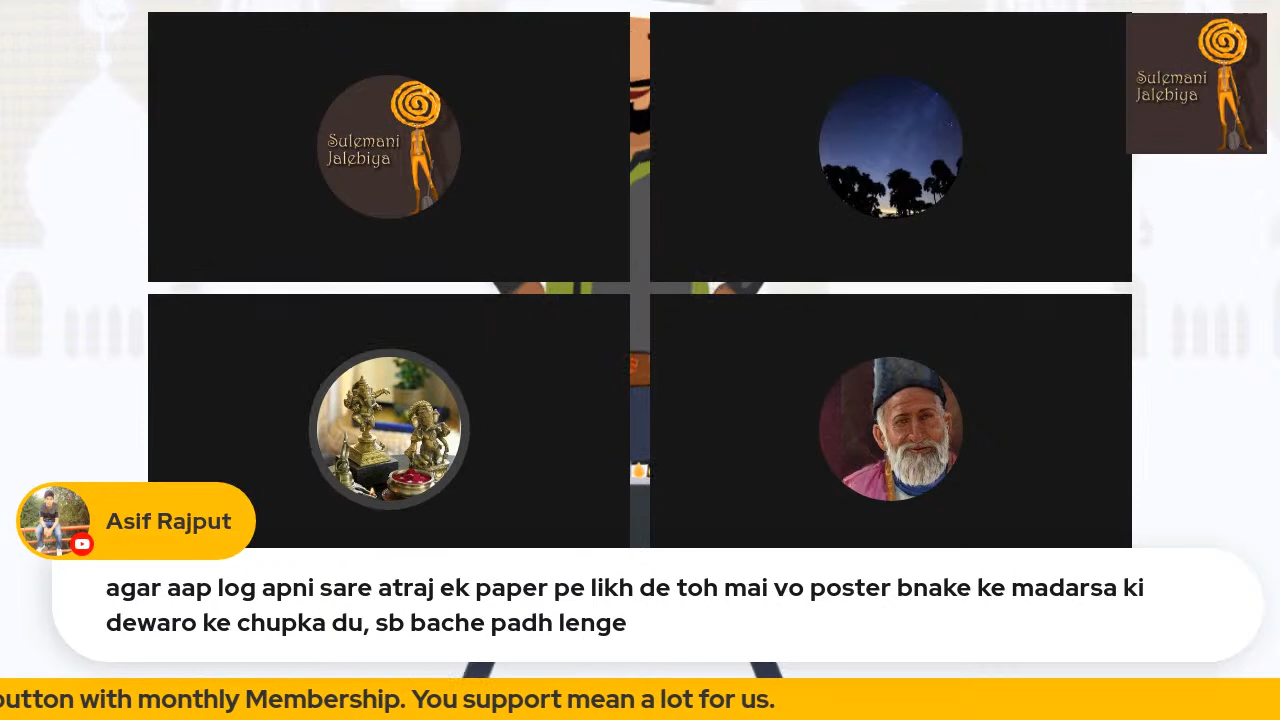 Sulemani
Jalebiya
Sulemani
Jalebiya
Asif Rajput
agar aap log apni sare atraj ek paper pe likh de toh mai vo poster bnake ke madarsa ki
dewaro ke chupka du, sb bache padh lenge
button with monthly Membership. You support mean a lot for us.